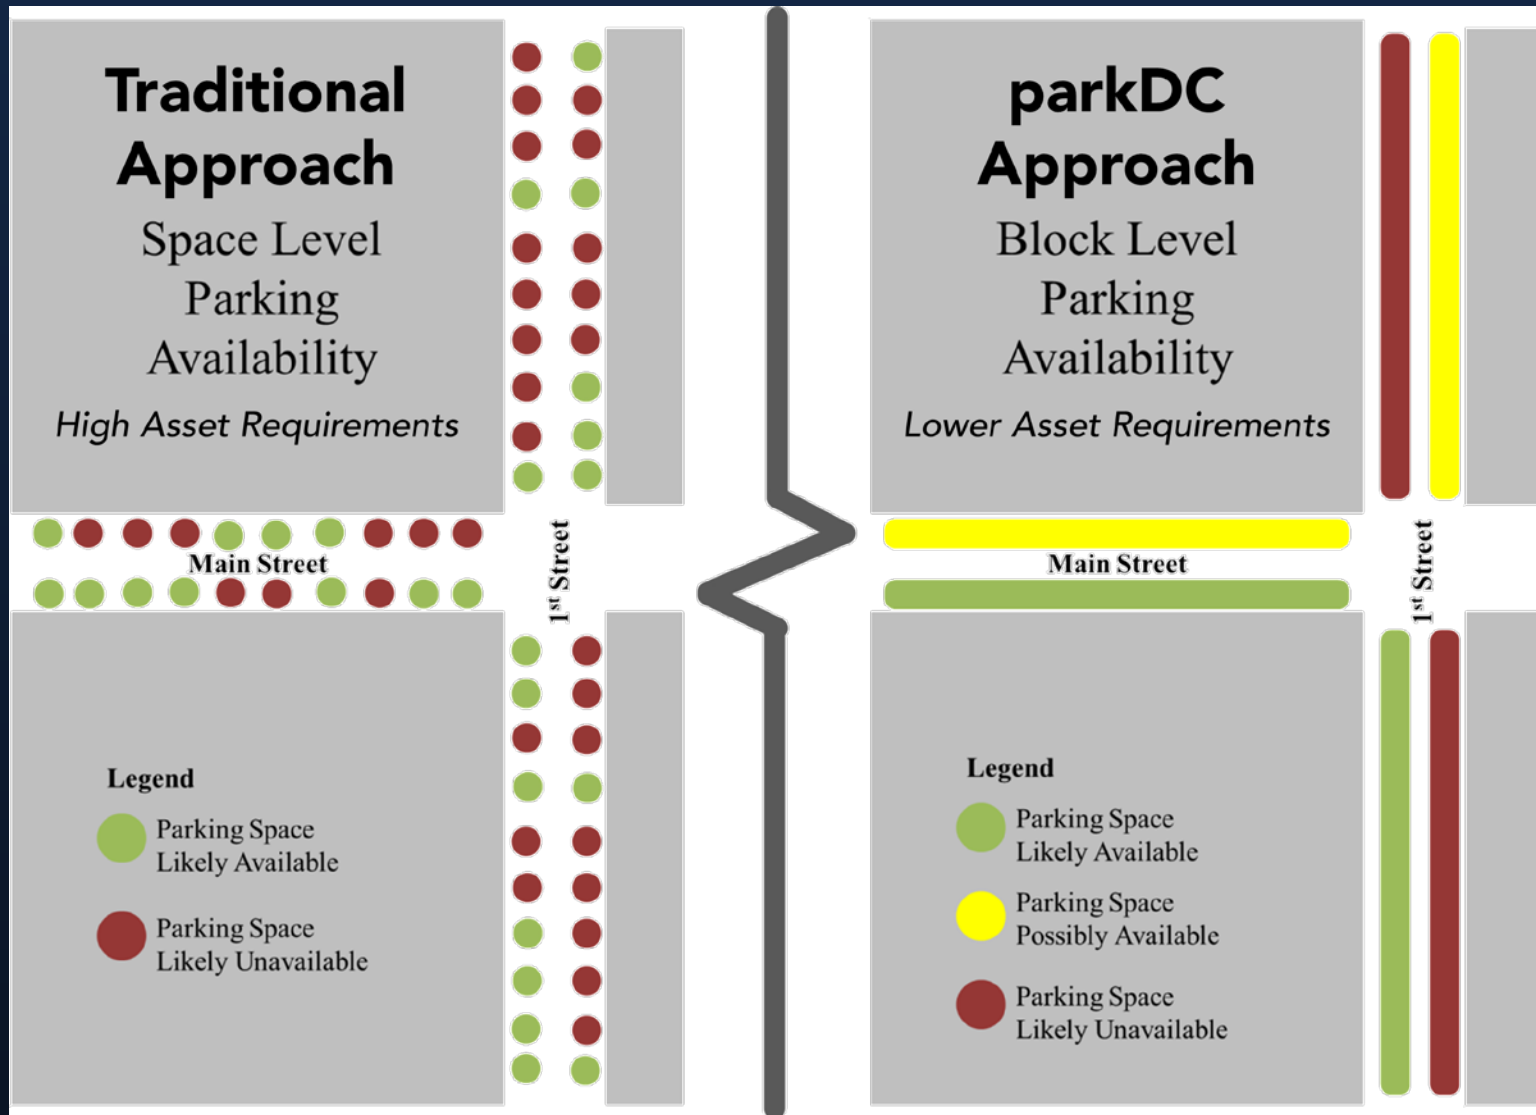 Traditional
Approach
Space Level
Parking
Availability
High Asset Requirements
Main Street
1st Street
Legend
Parking Space
Likely Available
Parking Space
Likely Unavailable
parkDC
Approach
Block Level
Parking
Availability
Lower Asset Requirements
Main Street
1st Street
Legend
Parking Space
Likely Available
Parking Space
Possibly Available
Parking Space
Likely Unavailable